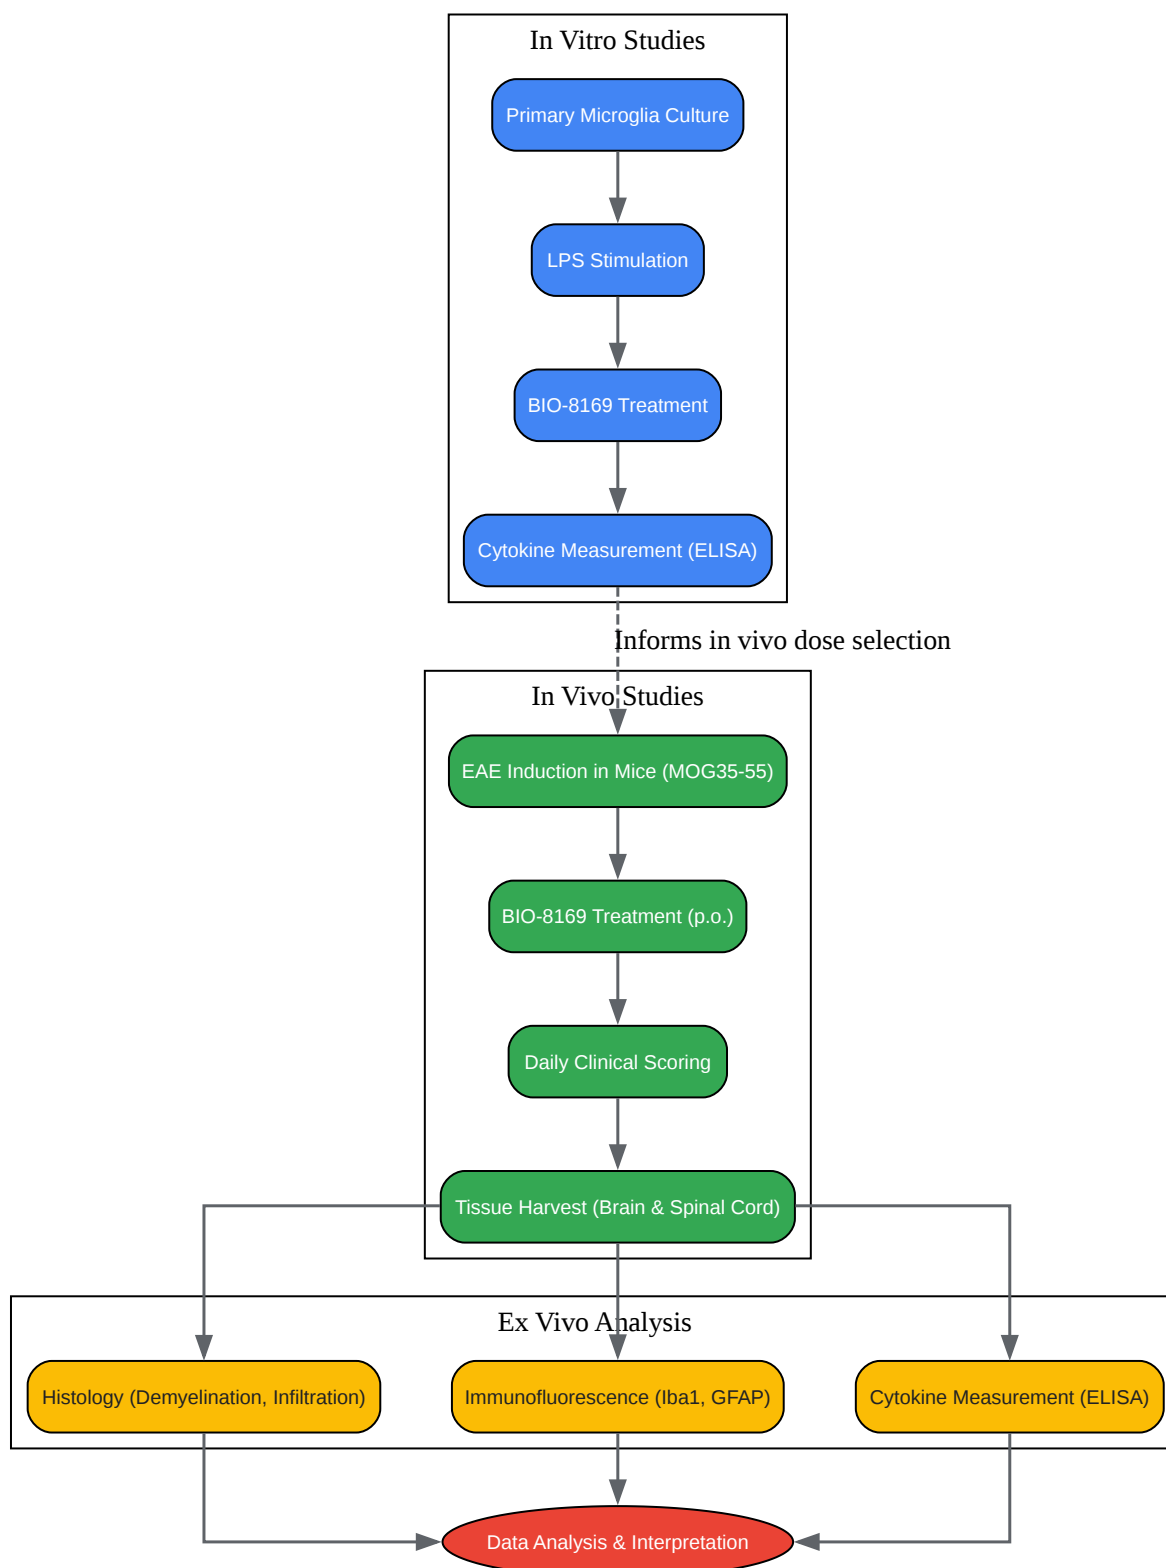 In Vitro Studies
Primary Microglia Culture
LPS Stimulation
BIO-8169 Treatment
Cytokine Measurement (ELISA)
Informs in vivo dose selection
In Vivo Studies
EAE Induction in Mice (MOG35-55)
BIO-8169 Treatment (p.o.)
Daily Clinical Scoring
Tissue Harvest (Brain & Spinal Cord)
Ex Vivo Analysis
Histology (Demyelination, Infiltration)
Immunofluorescence (Iba1, GFAP)
Cytokine Measurement (ELISA)
Data Analysis & Interpretation